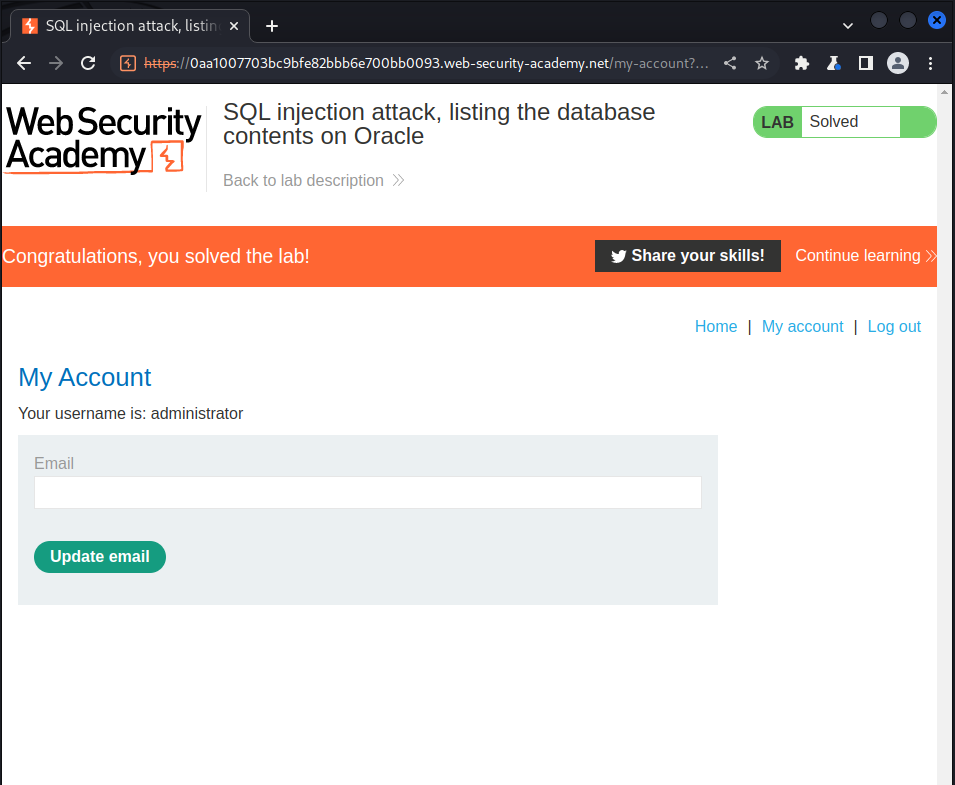 SQL injection attack, listin
https://0aa1007703bc9bfe82bbb6e700bb0093.web-security-academy.net/my-account?...
Web Security
Academy
SQL injection attack, listing the database
contents on Oracle
Back to lab description
LAB Solved
Congratulations, you solved the lab!
Share your skills!
Continue learning
Home | My account | Log out
My Account
Your username is: administrator
Email
Update email